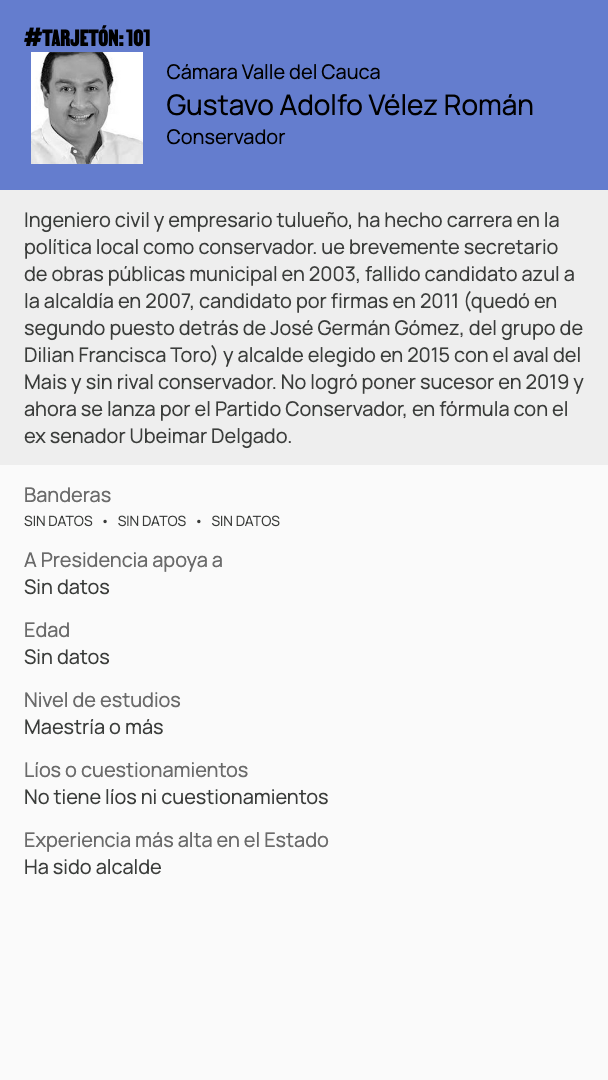 #TARJETÓN: 101
Cámara Valle del Cauca
Gustavo Adolfo Vélez Román
Conservador
Ingeniero civil y empresario tulueño, ha hecho carrera en la
política local como conservador. ue brevemente secretario
de obras públicas municipal en 2003, fallido candidato azul a
la alcaldía en 2007, candidato por firmas en 2011 (quedó en
segundo puesto detrás de José Germán Gómez, del grupo de
Dilian Francisca Toro) y alcalde elegido en 2015 con el aval del
Mais y sin rival conservador. No logró poner sucesor en 2019 y
ahora se lanza por el Partido Conservador, en fórmula con el
ex senador Ubeimar Delgado.
Banderas
SIN DATOS • SIN DATOS • SIN DATOS
A Presidencia apoya a
Sin datos
Edad
Sin datos
Nivel de estudios
Maestría o más
Líos o cuestionamientos
No tiene líos ni cuestionamientos
Experiencia más alta en el Estado
Ha sido alcalde